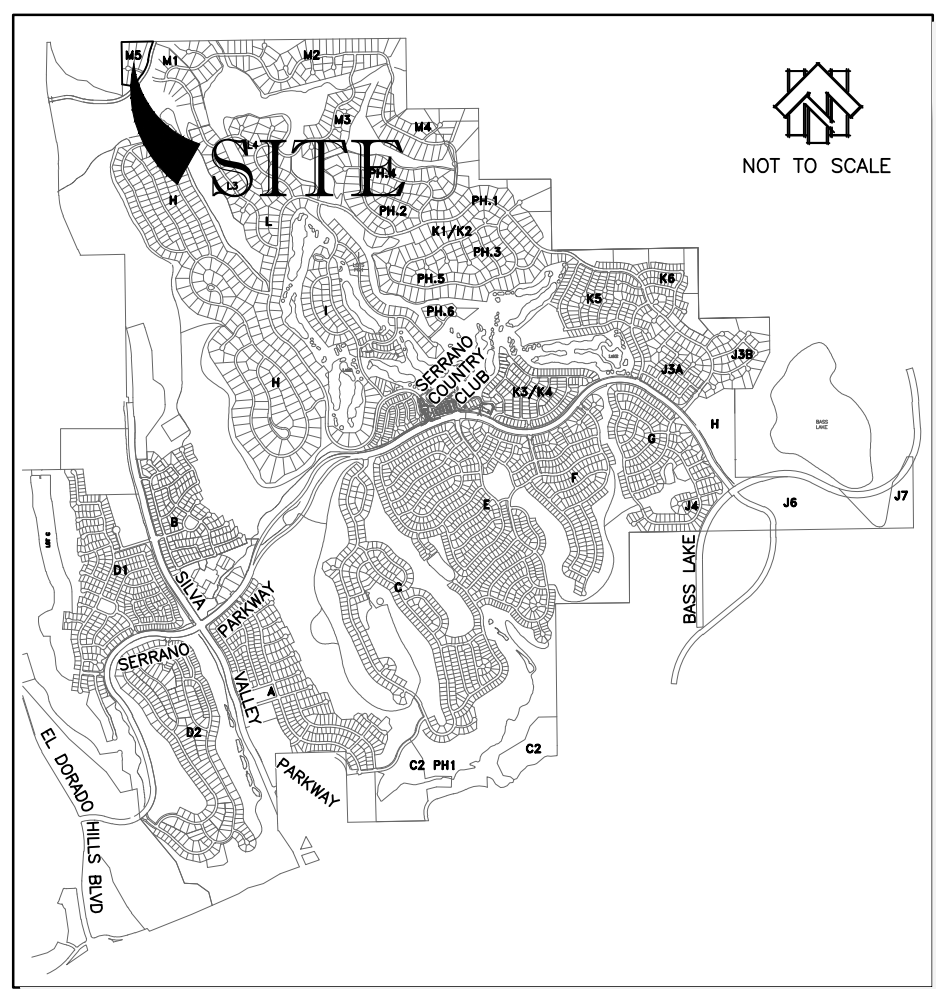 M5
M1
M2
M3
M4
L4
SITE
PH.4
L3
H
L
PH.2
PH.1
K1/K2
PH.3
PH.5
PH.6
I
K5
K6
J3A
J3B
H
K3/K4
SERRANO
COUNTRY
CLUB
NOT TO SCALE
BASS
LAKE
H
G
F
E
J4
J6
J7
BASS LAKE
B
D1
C
SILVA
PARKWAY
SERRANO
A
VALLEY
D2
PARKWAY
C2 PH1
C2
EL DORADO
HILLS BLVD